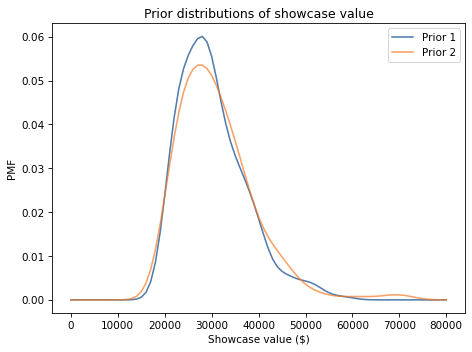 Prior distributions of showcase value
Prior 1
Prior 2
0.06
0.05
0.04
0.03
0.02
0.01
0.00
PMF
0 10000 20000 30000 40000 50000 60000 70000 80000
Showcase value ($)